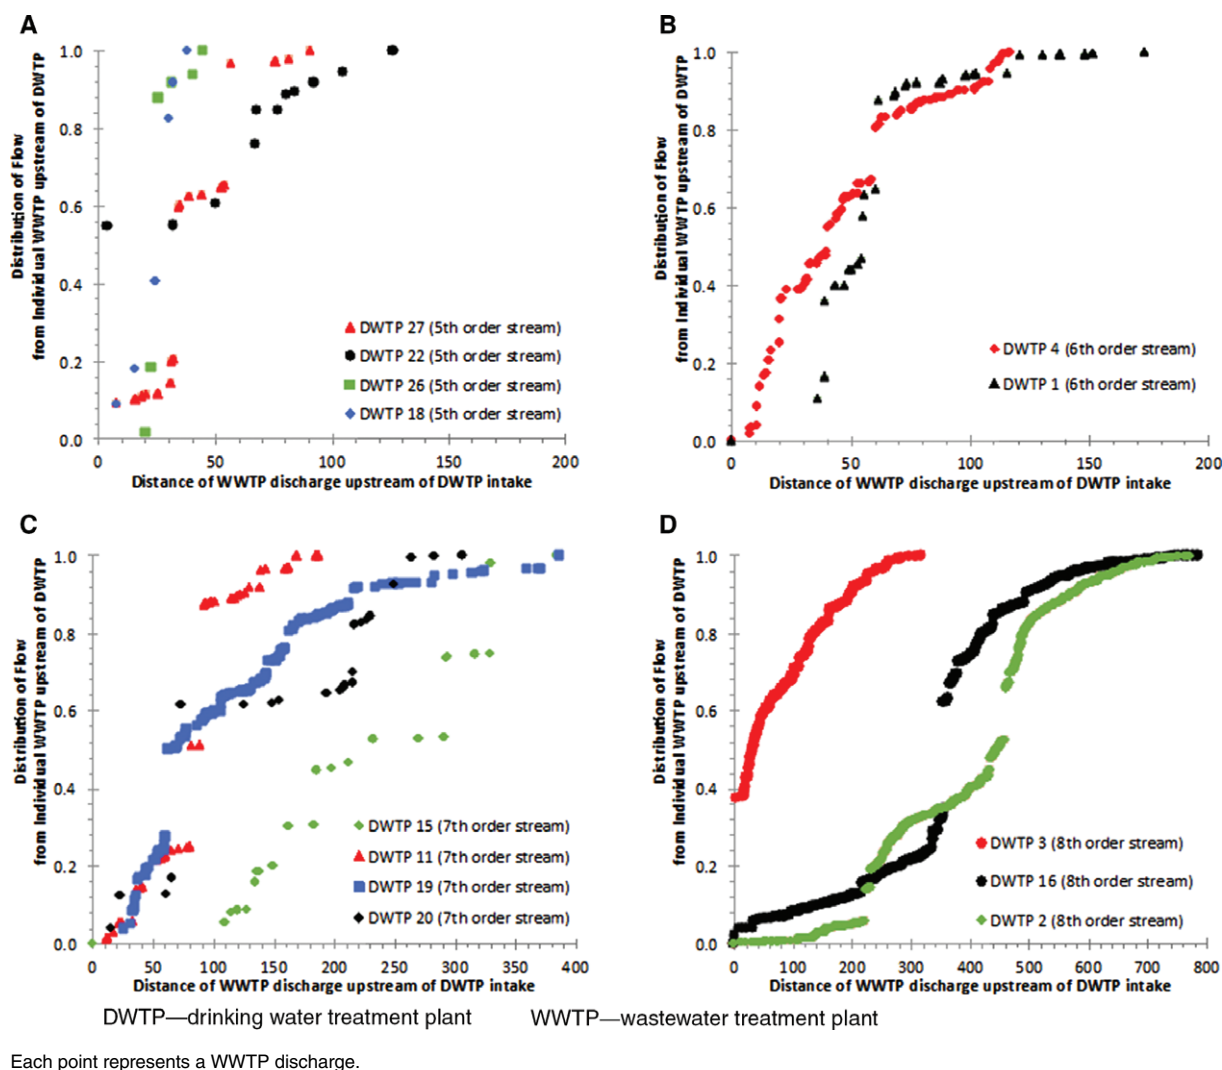 A
Distribution of Flow
from Individual WWTP upstream of DWTP
1.0
0.8
0.6
0.4
0.2
0.0
DWTP 27 (5th order stream)
DWTP 22 (5th order stream)
DWTP 26 (5th order stream)
DWTP 18 (5th order stream)
0 50 100 150 200
Distance of WWTP discharge upstream of DWTP intake
B
Distribution of Flow
from Individual WWTP upstream of DWTP
1.0
0.8
0.6
0.4
0.2
0.0
DWTP 4 (6th order stream)
DWTP 1 (6th order stream)
0 50 100 150 200
Distance of WWTP discharge upstream of DWTP intake
C
Distribution of Flow
from Individual WWTP upstream of DWTP
1.0
0.8
0.6
0.4
0.2
0.0
DWTP 15 (7th order stream)
DWTP 11 (7th order stream)
DWTP 19 (7th order stream)
DWTP 20 (7th order stream)
0 50 100 150 200 250 300 350 400
Distance of WWTP discharge upstream of DWTP intake
D
Distribution of Flow
from Individual WWTP upstream of DWTP
1.0
0.8
0.6
0.4
0.2
0.0
DWTP 3 (8th order stream)
DWTP 16 (8th order stream)
DWTP 2 (8th order stream)
0 100 200 300 400 500 600 700 800
Distance of WWTP discharge upstream of DWTP intake
DWTP—drinking water treatment plant WWTP—wastewater treatment plant
Each point represents a WWTP discharge.